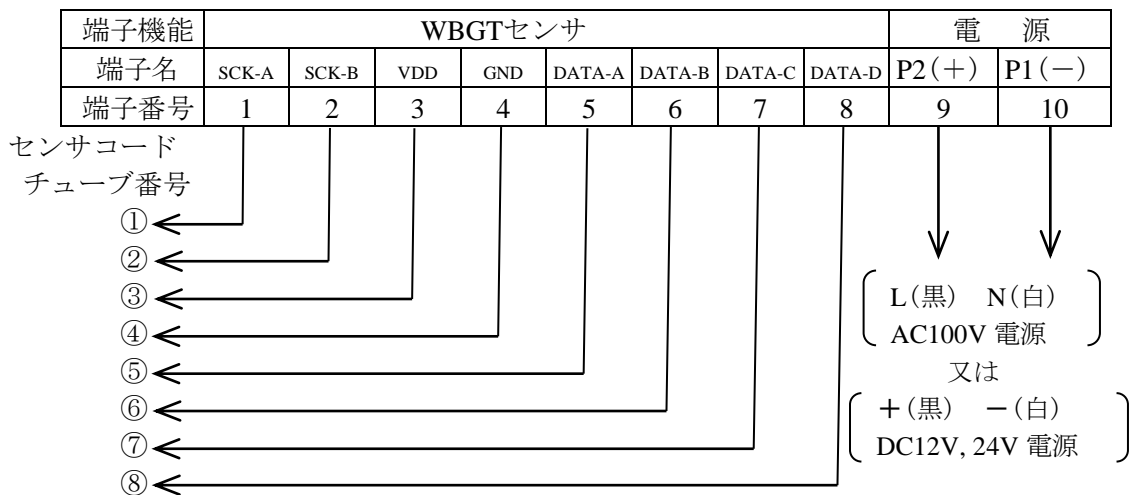 端子機能 WBGTセンサ 電 源
端子名 SCK-A SCK-B VDD GND DATA-A DATA-B DATA-C DATA-D P2(+) P1(-)
端子番号 1 2 3 4 5 6 7 8 9 10
センサコード
チューブ番号
①
②
③
④
⑤
⑥
⑦
⑧
L(黒) N(白)
AC100V 電源
又は
+(黒) -(白)
DC12V, 24V 電源